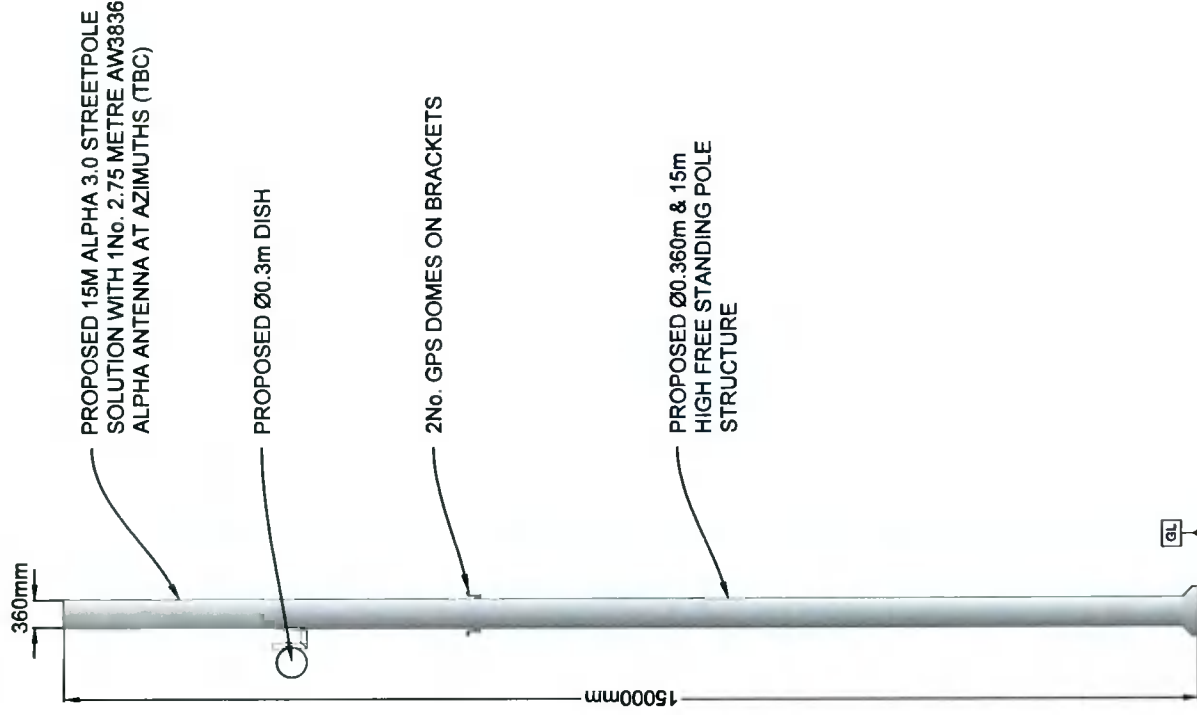 360mm
PROPOSED 15M ALPHA 3.0 STREETPOLE
SOLUTION WITH 1No. 2.75 METRE AW3836
ALPHA ANTENNA AT AZIMUTHS (TBC)
PROPOSED Ø0.3m DISH
2No. GPS DOMES ON BRACKETS
PROPOSED Ø0.360m & 15m
HIGH FREE STANDING POLE
STRUCTURE
15000mm
GL